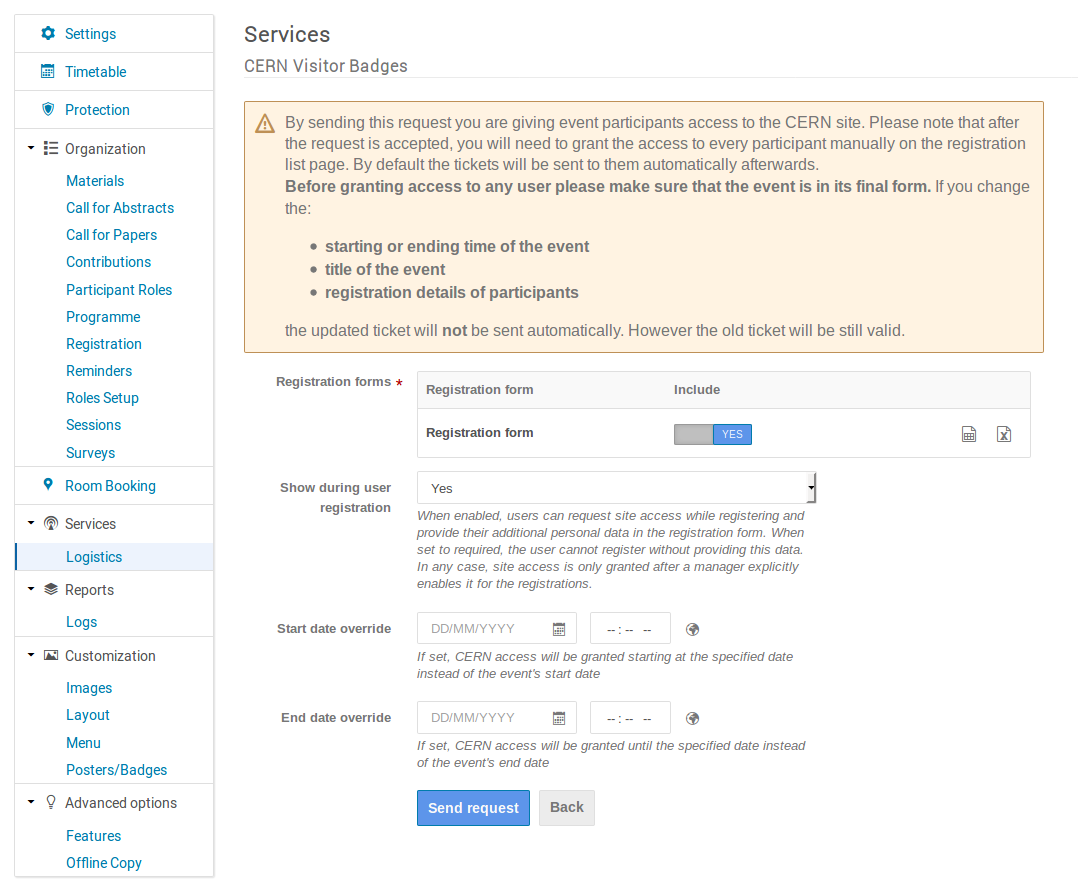 Settings
Timetable
Protection
Organization
Materials
Call for Abstracts
Call for Papers
Contributions
Participant Roles
Programme
Registration
Reminders
Roles Setup
Sessions
Surveys
Room Booking
Services
Logistics
Reports
Logs
Customization
Images
Layout
Menu
Posters/Badges
Advanced options
Features
Offline Copy
Services
CERN Visitor Badges
By sending this request you are giving event participants access to the CERN site. Please note that after
the request is accepted, you will need to grant the access to every participant manually on the registration
list page. By default the tickets will be sent to them automatically afterwards.
Before granting access to any user please make sure that the event is in its final form. If you change
the:
• starting or ending time of the event
• title of the event
• registration details of participants
the updated ticket will not be sent automatically. However the old ticket will be still valid.
Registration forms *
Registration form Include
Registration form YES
Show during user
registration
Yes
When enabled, users can request site access while registering and
provide their additional personal data in the registration form. When
set to required, the user cannot register without providing this data.
In any case, site access is only granted after a manager explicitly
enables it for the registrations.
Start date override DD/MM/YYYY --:-- --
If set, CERN access will be granted starting at the specified date
instead of the event's start date
End date override DD/MM/YYYY --:-- --
If set, CERN access will be granted until the specified date instead
of the event's end date
Send request Back